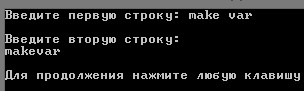 Введите первую строку: make var
Введите вторую строку:
makevar
Для продолжения нажмите любую клавишу